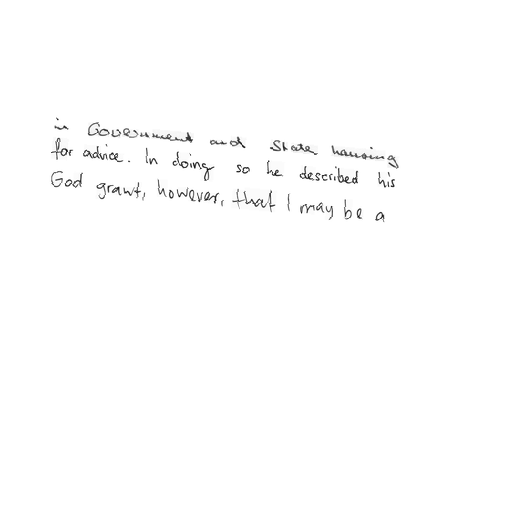 in Government and State housing
for advice. In doing so he described his
God grant, however, that I may be a